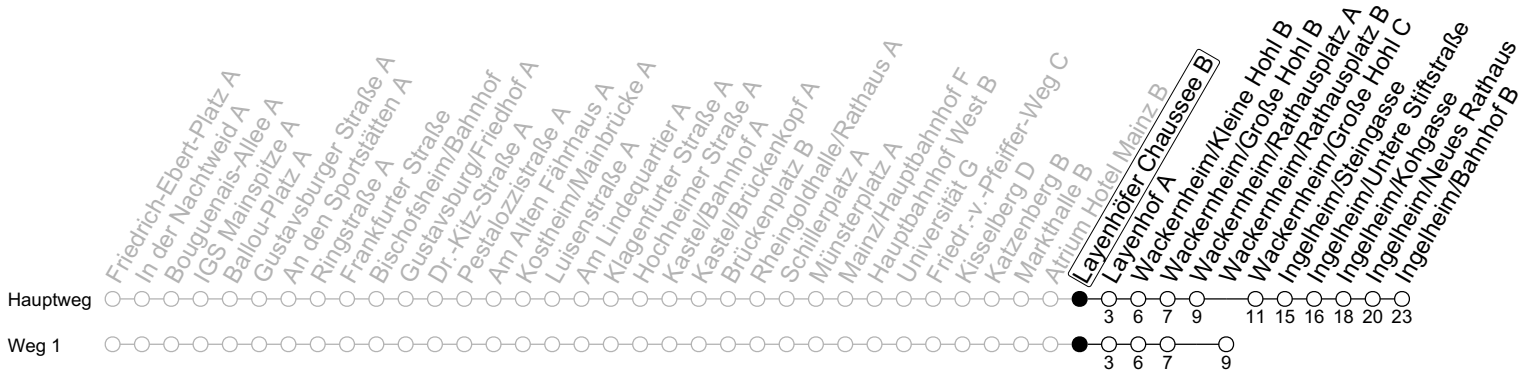 Friedrich-Ebert-Platz A
In der Nachtweid A
Bouguenais-Allee A
IGS Mainspitze A
Ballou-Platz A
Gustavsburger Straße A
An den Sportstätten A
Ringstraße A
Frankfurter Straße
Bischofsheim/Bahnhof
Gustavsburg/Friedhof A
Dr.-Kitz-Straße A
Pestalozzistraße A
Am Alten Fährhaus A
Kostheim/Mainbrücke A
Luisenstraße A
Am Lindequartier A
Klagenfurter Straße A
Hochheimer Straße A
Kastel/Bahnhof A
Kastel/Brückenkopf A
Brückenplatz B
Rheingoldhalle/Rathaus A
Schillerplatz A
Münsterplatz A
Mainz/Hauptbahnhof F
Hauptbahnhof West B
Universität G
Friedr.-v.-Pfeiffer-Weg C
Kisselberg D
Katzenberg B
Markthalle B
Atrium Hotel Mainz B
Layenhöfer Chaussee B
Layenhof A
Wackernheim/Kleine Hohl B
Wackernheim/Große Hohl B
Wackernheim/Rathausplatz A
Wackernheim/Rathausplatz B
Wackernheim/Große Hohl C
Ingelheim/Steingasse
Ingelheim/Untere Stiftstraße
Ingelheim/Kongasse
Ingelheim/Neues Rathaus
Ingelheim/Bahnhof B
Hauptweg
3 6 7 9 11 15 16 18 20 23
Weg 1
3 6 7 9